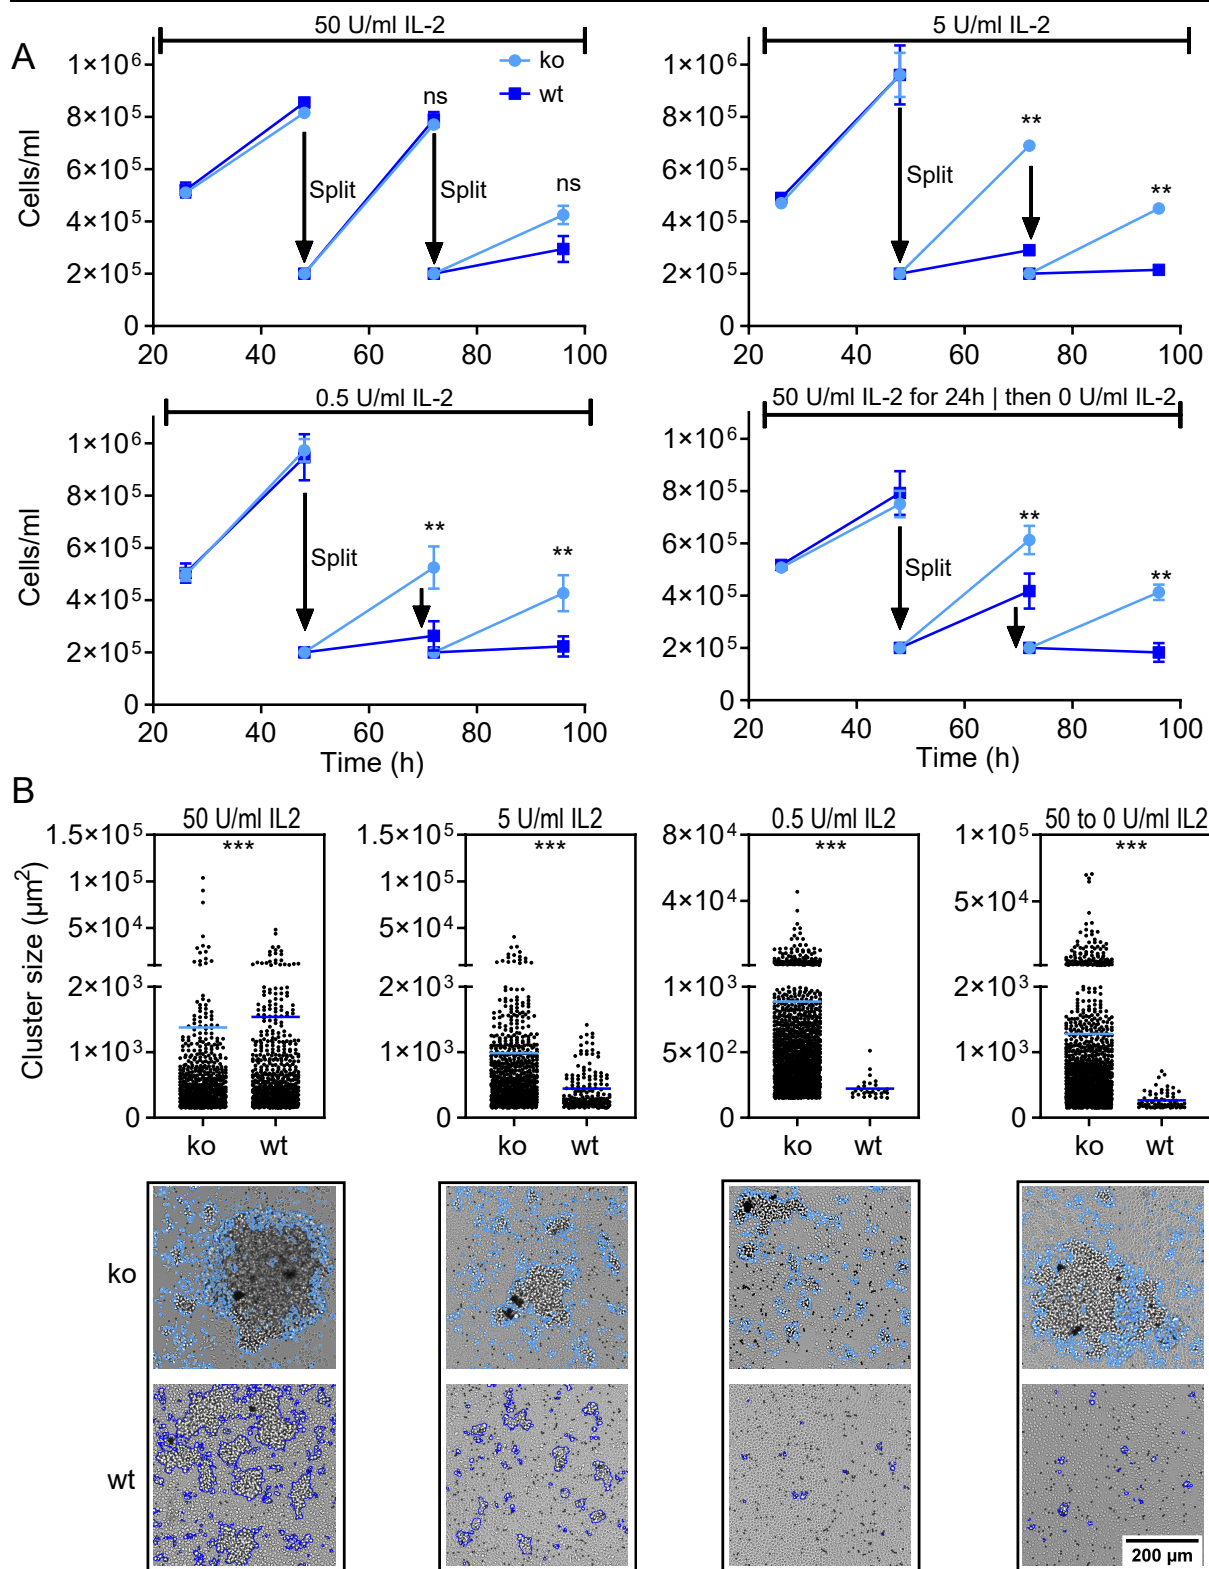 A
50 U/ml IL-2
5 U/ml IL-2
ko
wt
Cells/ml
1×10⁶
8×10⁵
6×10⁵
4×10⁵
2×10⁵
0
20 40 60 80 100
Split
ns
Split
ns
1×10⁶
8×10⁵
6×10⁵
4×10⁵
2×10⁵
0
20 40 60 80 100
Split
**
**
0.5 U/ml IL-2
50 U/ml IL-2 for 24h | then 0 U/ml IL-2
Cells/ml
1×10⁶
8×10⁵
6×10⁵
4×10⁵
2×10⁵
0
20 40 60 80 100
Time (h)
Split
**
**
1×10⁶
8×10⁵
6×10⁵
4×10⁵
2×10⁵
0
20 40 60 80 100
Time (h)
Split
**
**
B
Cluster size (µm²)
50 U/ml IL2
***
1.5×10⁵
1×10⁵
5×10⁴
2×10³
1×10³
0
ko wt
5 U/ml IL2
***
1.5×10⁵
1×10⁵
5×10⁴
2×10³
1×10³
0
ko wt
0.5 U/ml IL2
***
8×10⁴
4×10⁴
1×10³
5×10²
0
ko wt
50 to 0 U/ml IL2
***
1×10⁵
5×10⁴
2×10³
1×10³
0
ko wt
ko
wt
200 µm